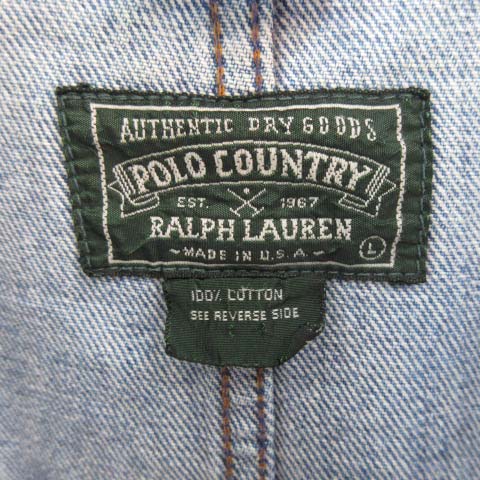 AUTHENTIC DRY GOODS
POLO COUNTRY
EST. 1967
RALPH LAUREN
~MADE IN U.S.A.~
L
100% COTTON
SEE REVERSE SIDE